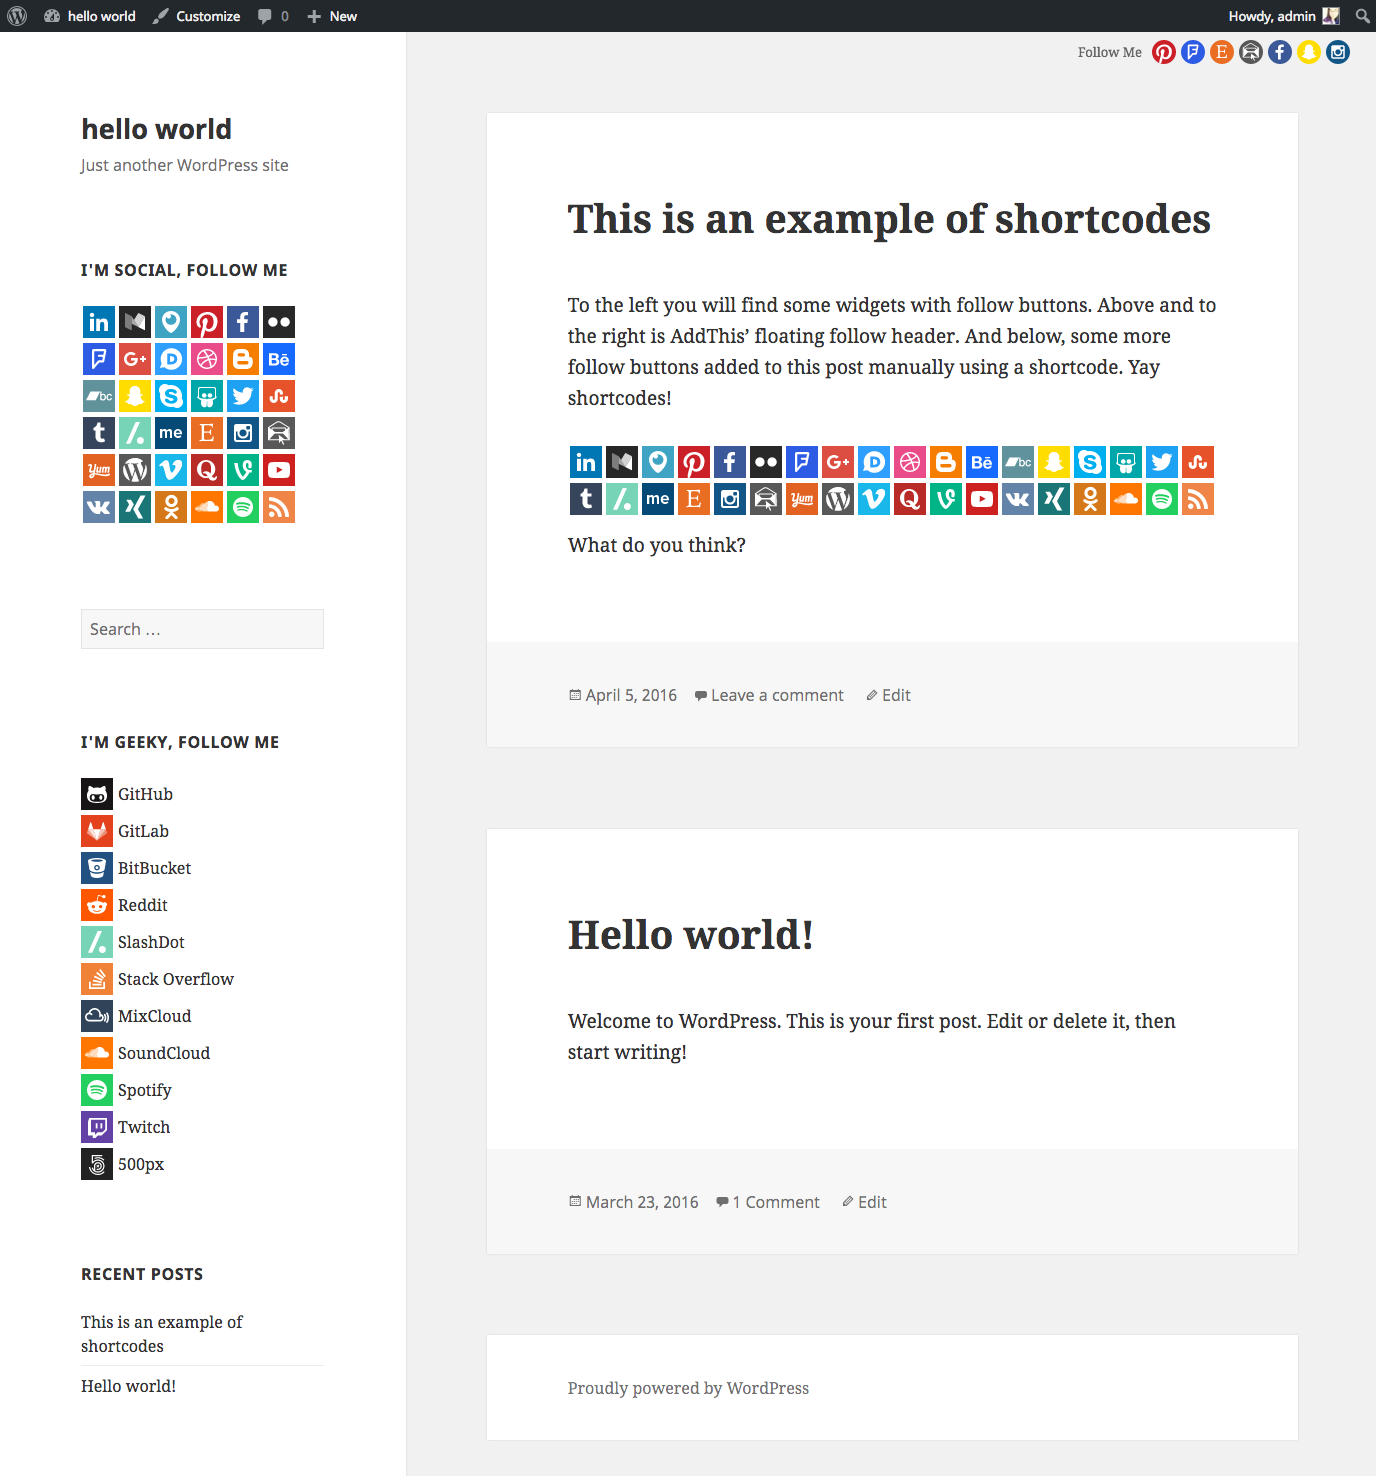 hello world
Customize
0
New
Howdy, admin
Follow Me
hello world
Just another WordPress site
I'M SOCIAL, FOLLOW ME
in
G+
B
Bē
bc
S
t
me
E
Yum
Q
Search …
I'M GEEKY, FOLLOW ME
GitHub
GitLab
BitBucket
Reddit
SlashDot
Stack Overflow
MixCloud
SoundCloud
Spotify
Twitch
500px
RECENT POSTS
This is an example of
shortcodes
Hello world!
This is an example of shortcodes
To the left you will find some widgets with follow buttons. Above and to
the right is AddThis’ floating follow header. And below, some more
follow buttons added to this post manually using a shortcode. Yay
shortcodes!
What do you think?
April 5, 2016
Leave a comment
Edit
Hello world!
Welcome to WordPress. This is your first post. Edit or delete it, then
start writing!
March 23, 2016
1 Comment
Edit
Proudly powered by WordPress